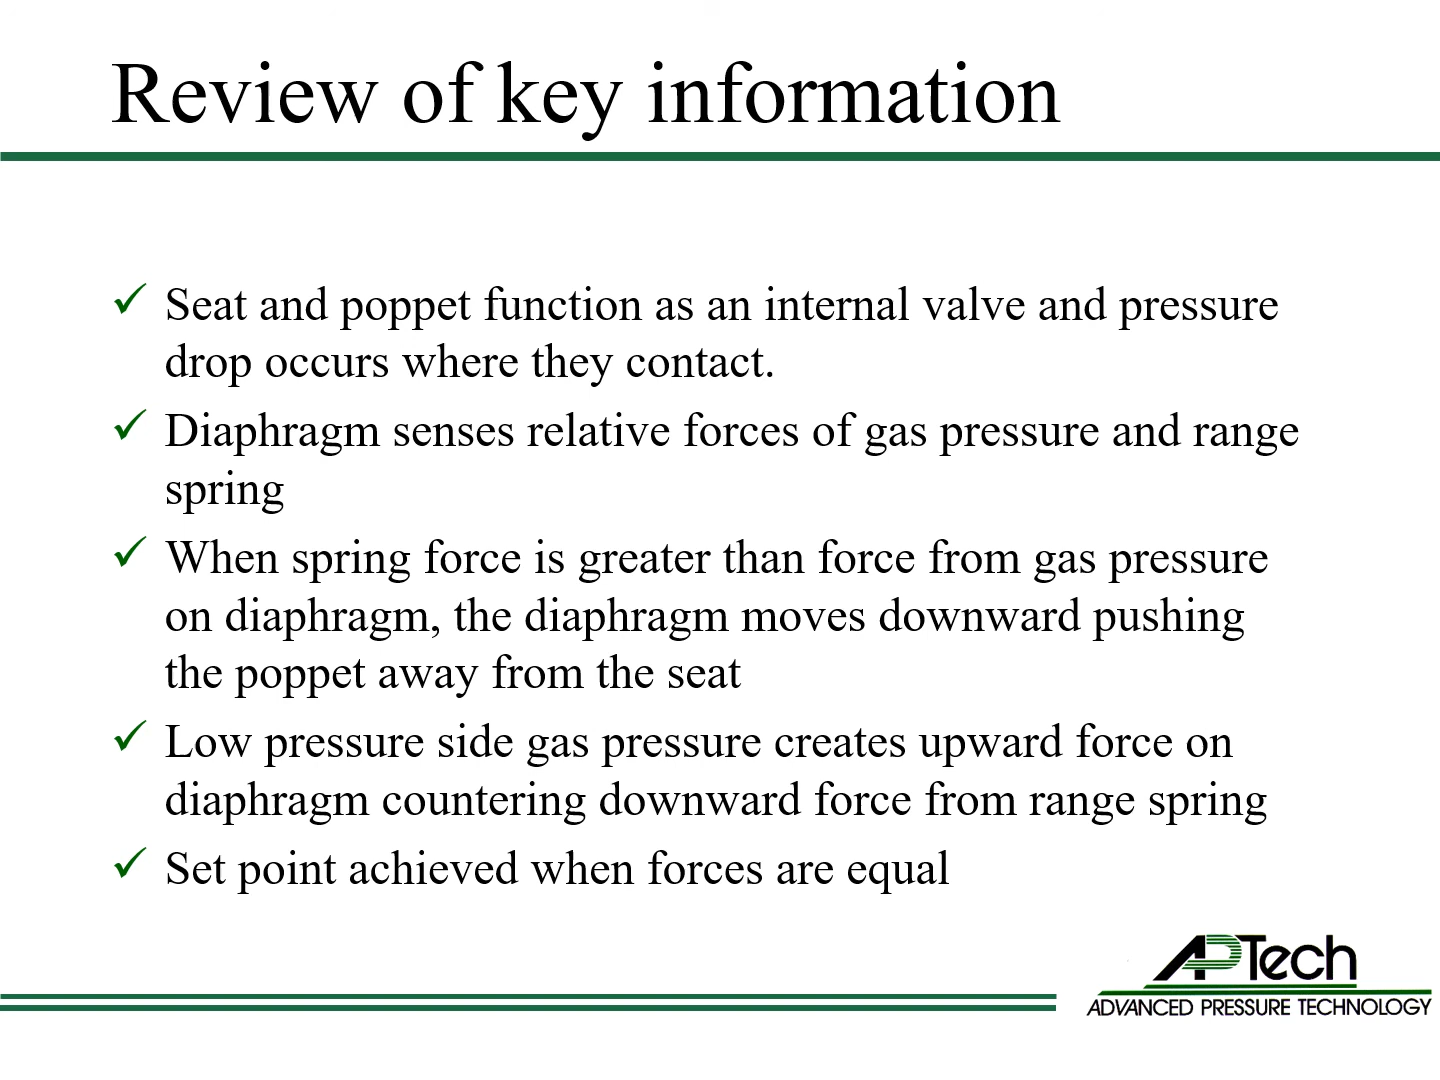 Review of key information
Seat and poppet function as an internal valve and pressure
drop occurs where they contact.
Diaphragm senses relative forces of gas pressure and range
spring
When spring force is greater than force from gas pressure
on diaphragm, the diaphragm moves downward pushing
the poppet away from the seat
Low pressure side gas pressure creates upward force on
diaphragm countering downward force from range spring
Set point achieved when forces are equal
APTech
ADVANCED PRESSURE TECHNOLOGY